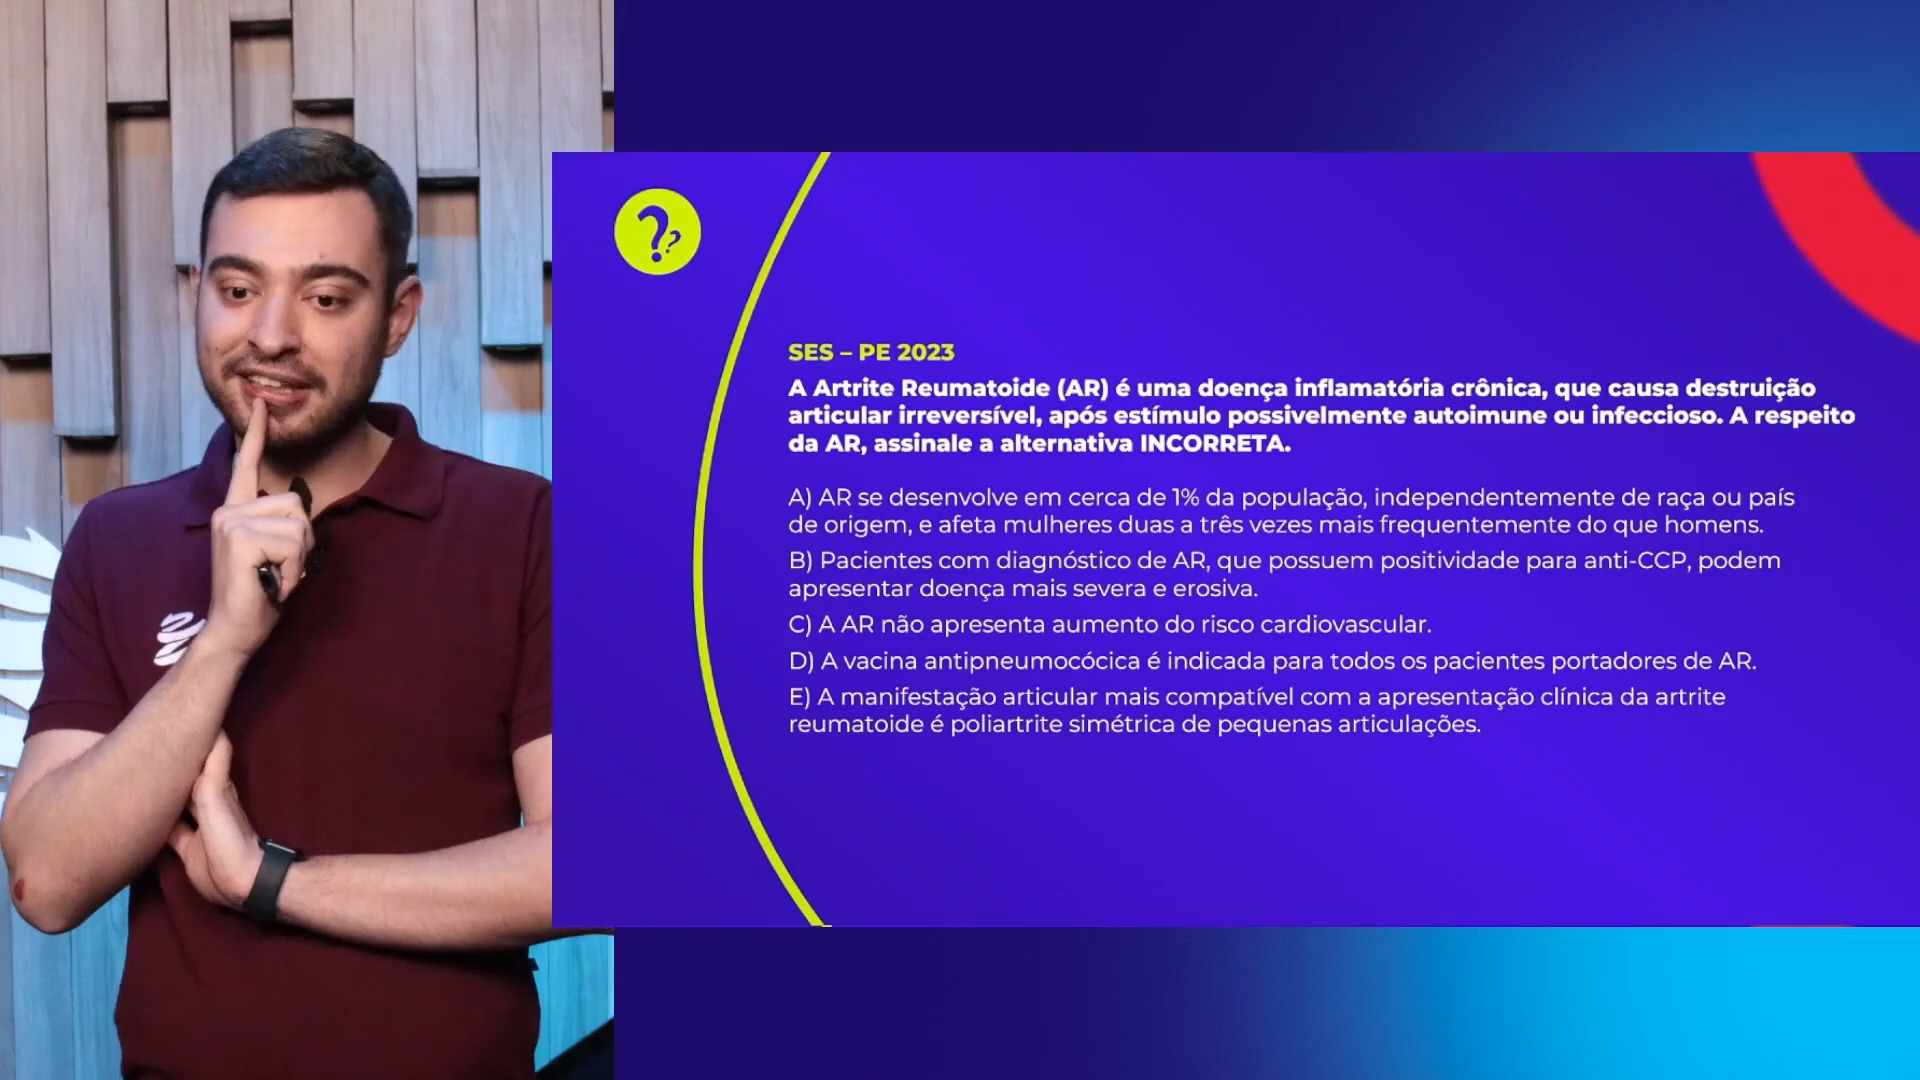 SES – PE 2023
A Artrite Reumatoide (AR) é uma doença inflamatória crônica, que causa destruição
articular irreversível, após estímulo possivelmente autoimune ou infeccioso. A respeito
da AR, assinale a alternativa INCORRETA.
A) AR se desenvolve em cerca de 1% da população, independentemente de raça ou país
de origem, e afeta mulheres duas a três vezes mais frequentemente do que homens.
B) Pacientes com diagnóstico de AR, que possuem positividade para anti-CCP, podem
apresentar doença mais severa e erosiva.
C) A AR não apresenta aumento do risco cardiovascular.
D) A vacina antipneumocócica é indicada para todos os pacientes portadores de AR.
E) A manifestação articular mais compatível com a apresentação clínica da artrite
reumatoide é poliartrite simétrica de pequenas articulações.